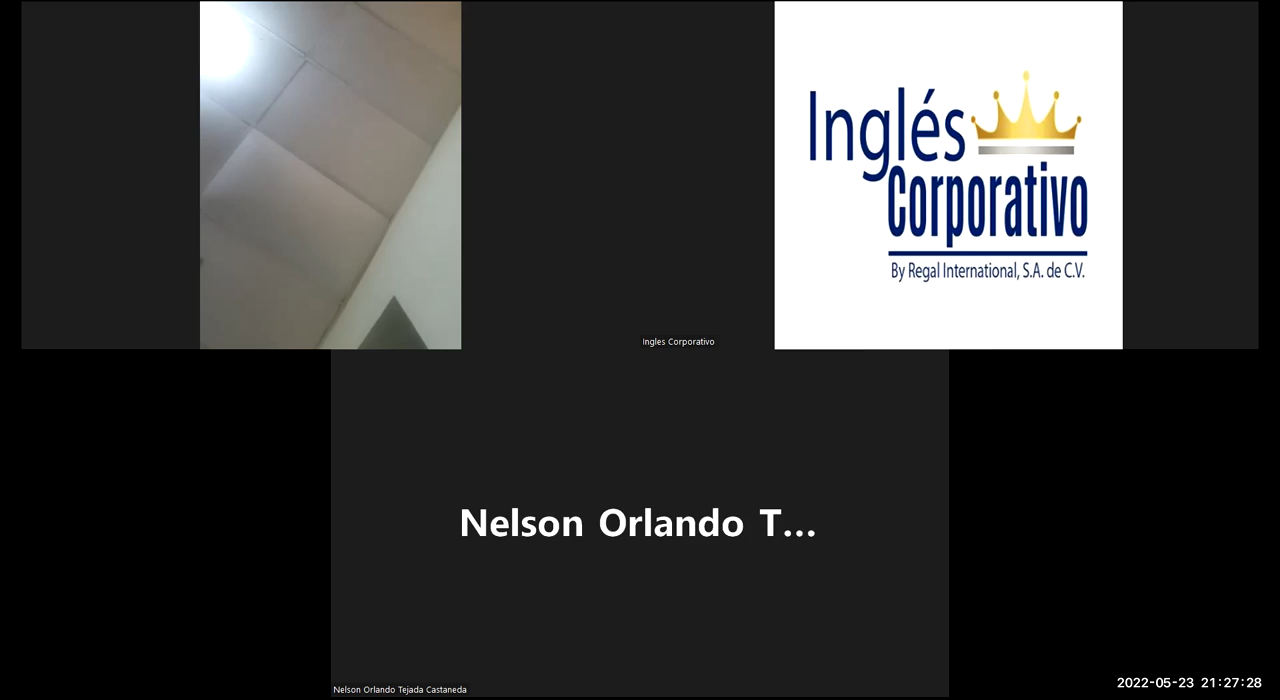 Inglés
Corporativo
By Regal International, S.A. de C.V.
Ingles Corporativo
Nelson Orlando T...
Nelson Orlando Tejada Castaneda
2022-05-23 21:27:28